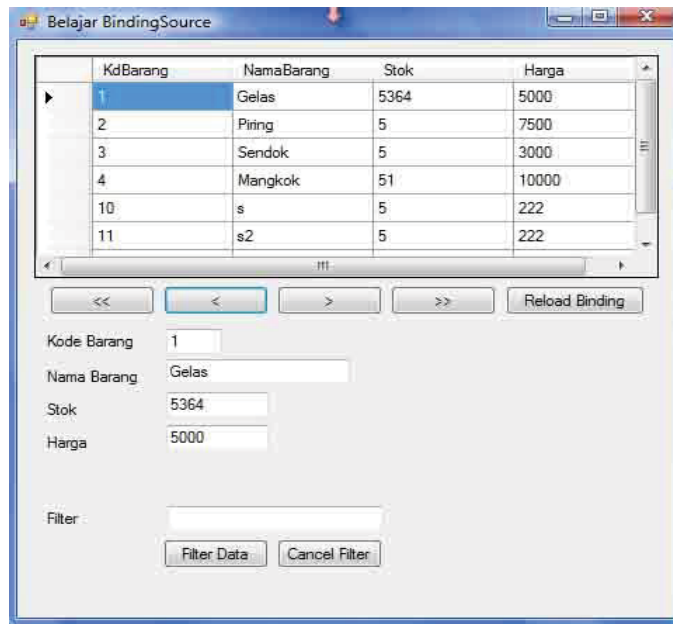 Belajar BindingSource
KdBarang NamaBarang Stok Harga
1 Gelas 5364 5000
2 Piring 5 7500
3 Sendok 5 3000
4 Mangkok 51 10000
10 s 5 222
11 s2 5 222
<< < > >> Reload Binding
Kode Barang 1
Nama Barang Gelas
Stok 5364
Harga 5000
Filter
Filter Data Cancel Filter